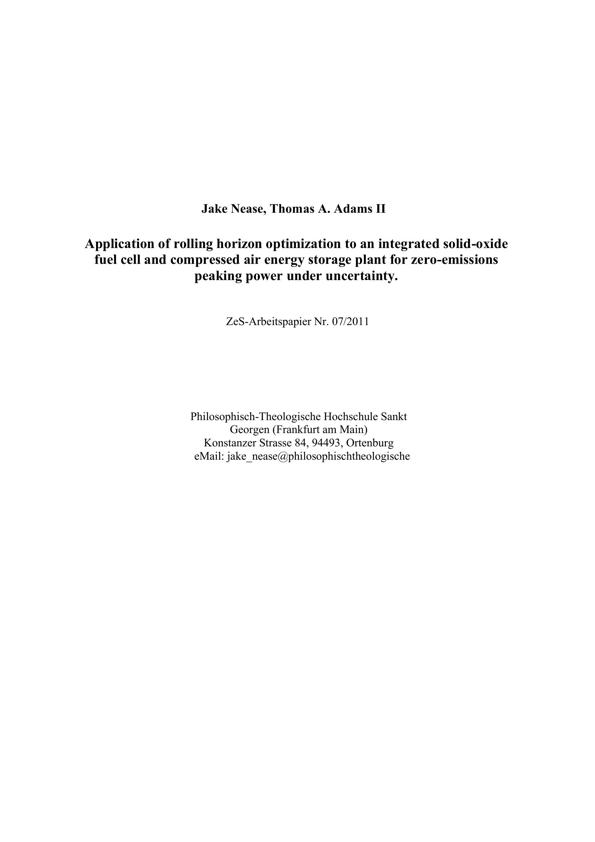 Jake Nease, Thomas A. Adams II
Application of rolling horizon optimization to an integrated solid-oxide
fuel cell and compressed air energy storage plant for zero-emissions
peaking power under uncertainty.
ZeS-Arbeitspapier Nr. 07/2011
Philosophisch-Theologische Hochschule Sankt
Georgen (Frankfurt am Main)
Konstanzer Strasse 84, 94493, Ortenburg
eMail: jake_nease@philosophischtheologische